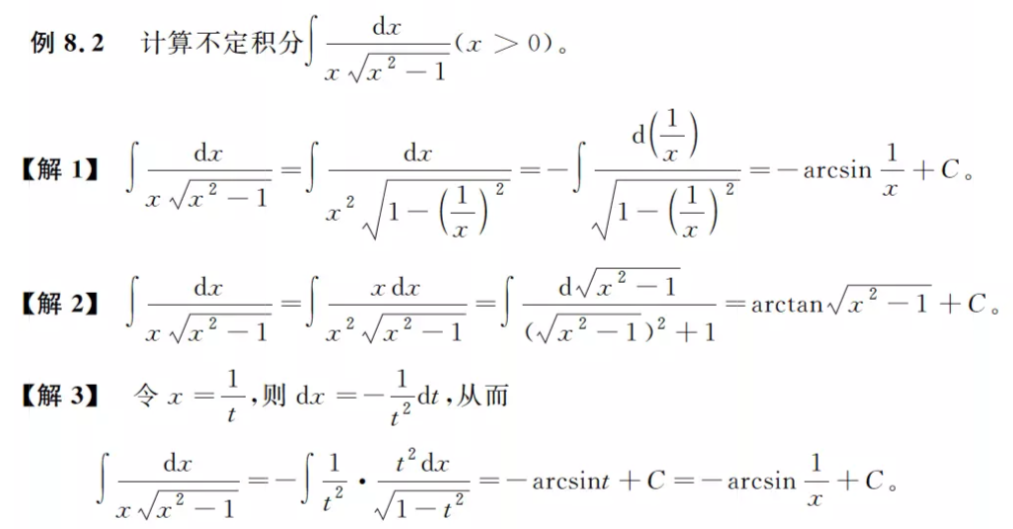 例 8.2 计算不定积分∫ dx/(x√(x²-1)) (x > 0)。
【解 1】 ∫ dx/(x√(x²-1)) = ∫ dx/(x²√(1-(1/x)²)) = -∫ d(1/x)/√(1-(1/x)²) = -arcsin 1/x + C。
【解 2】 ∫ dx/(x√(x²-1)) = ∫ x dx/(x²√(x²-1)) = ∫ d√(x²-1)/((√(x²-1))²+1) = arctan√(x²-1) + C。
【解 3】 令 x = 1/t,则 dx = -1/t² dt,从而
∫ dx/(x√(x²-1)) = -∫ 1/t² · t²dx/√(1-t²) = -arcsint + C = -arcsin 1/x + C。